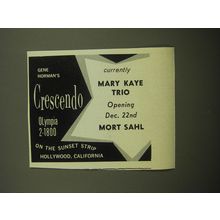 GENE
NORMAN'S
Crescendo
OLympia
2-1800
ON THE SUNSET STRIP
HOLLYWOOD, CALIFORNIA
currently
MARY KAYE
TRIO
Opening
Dec. 22nd
MORT SAHL